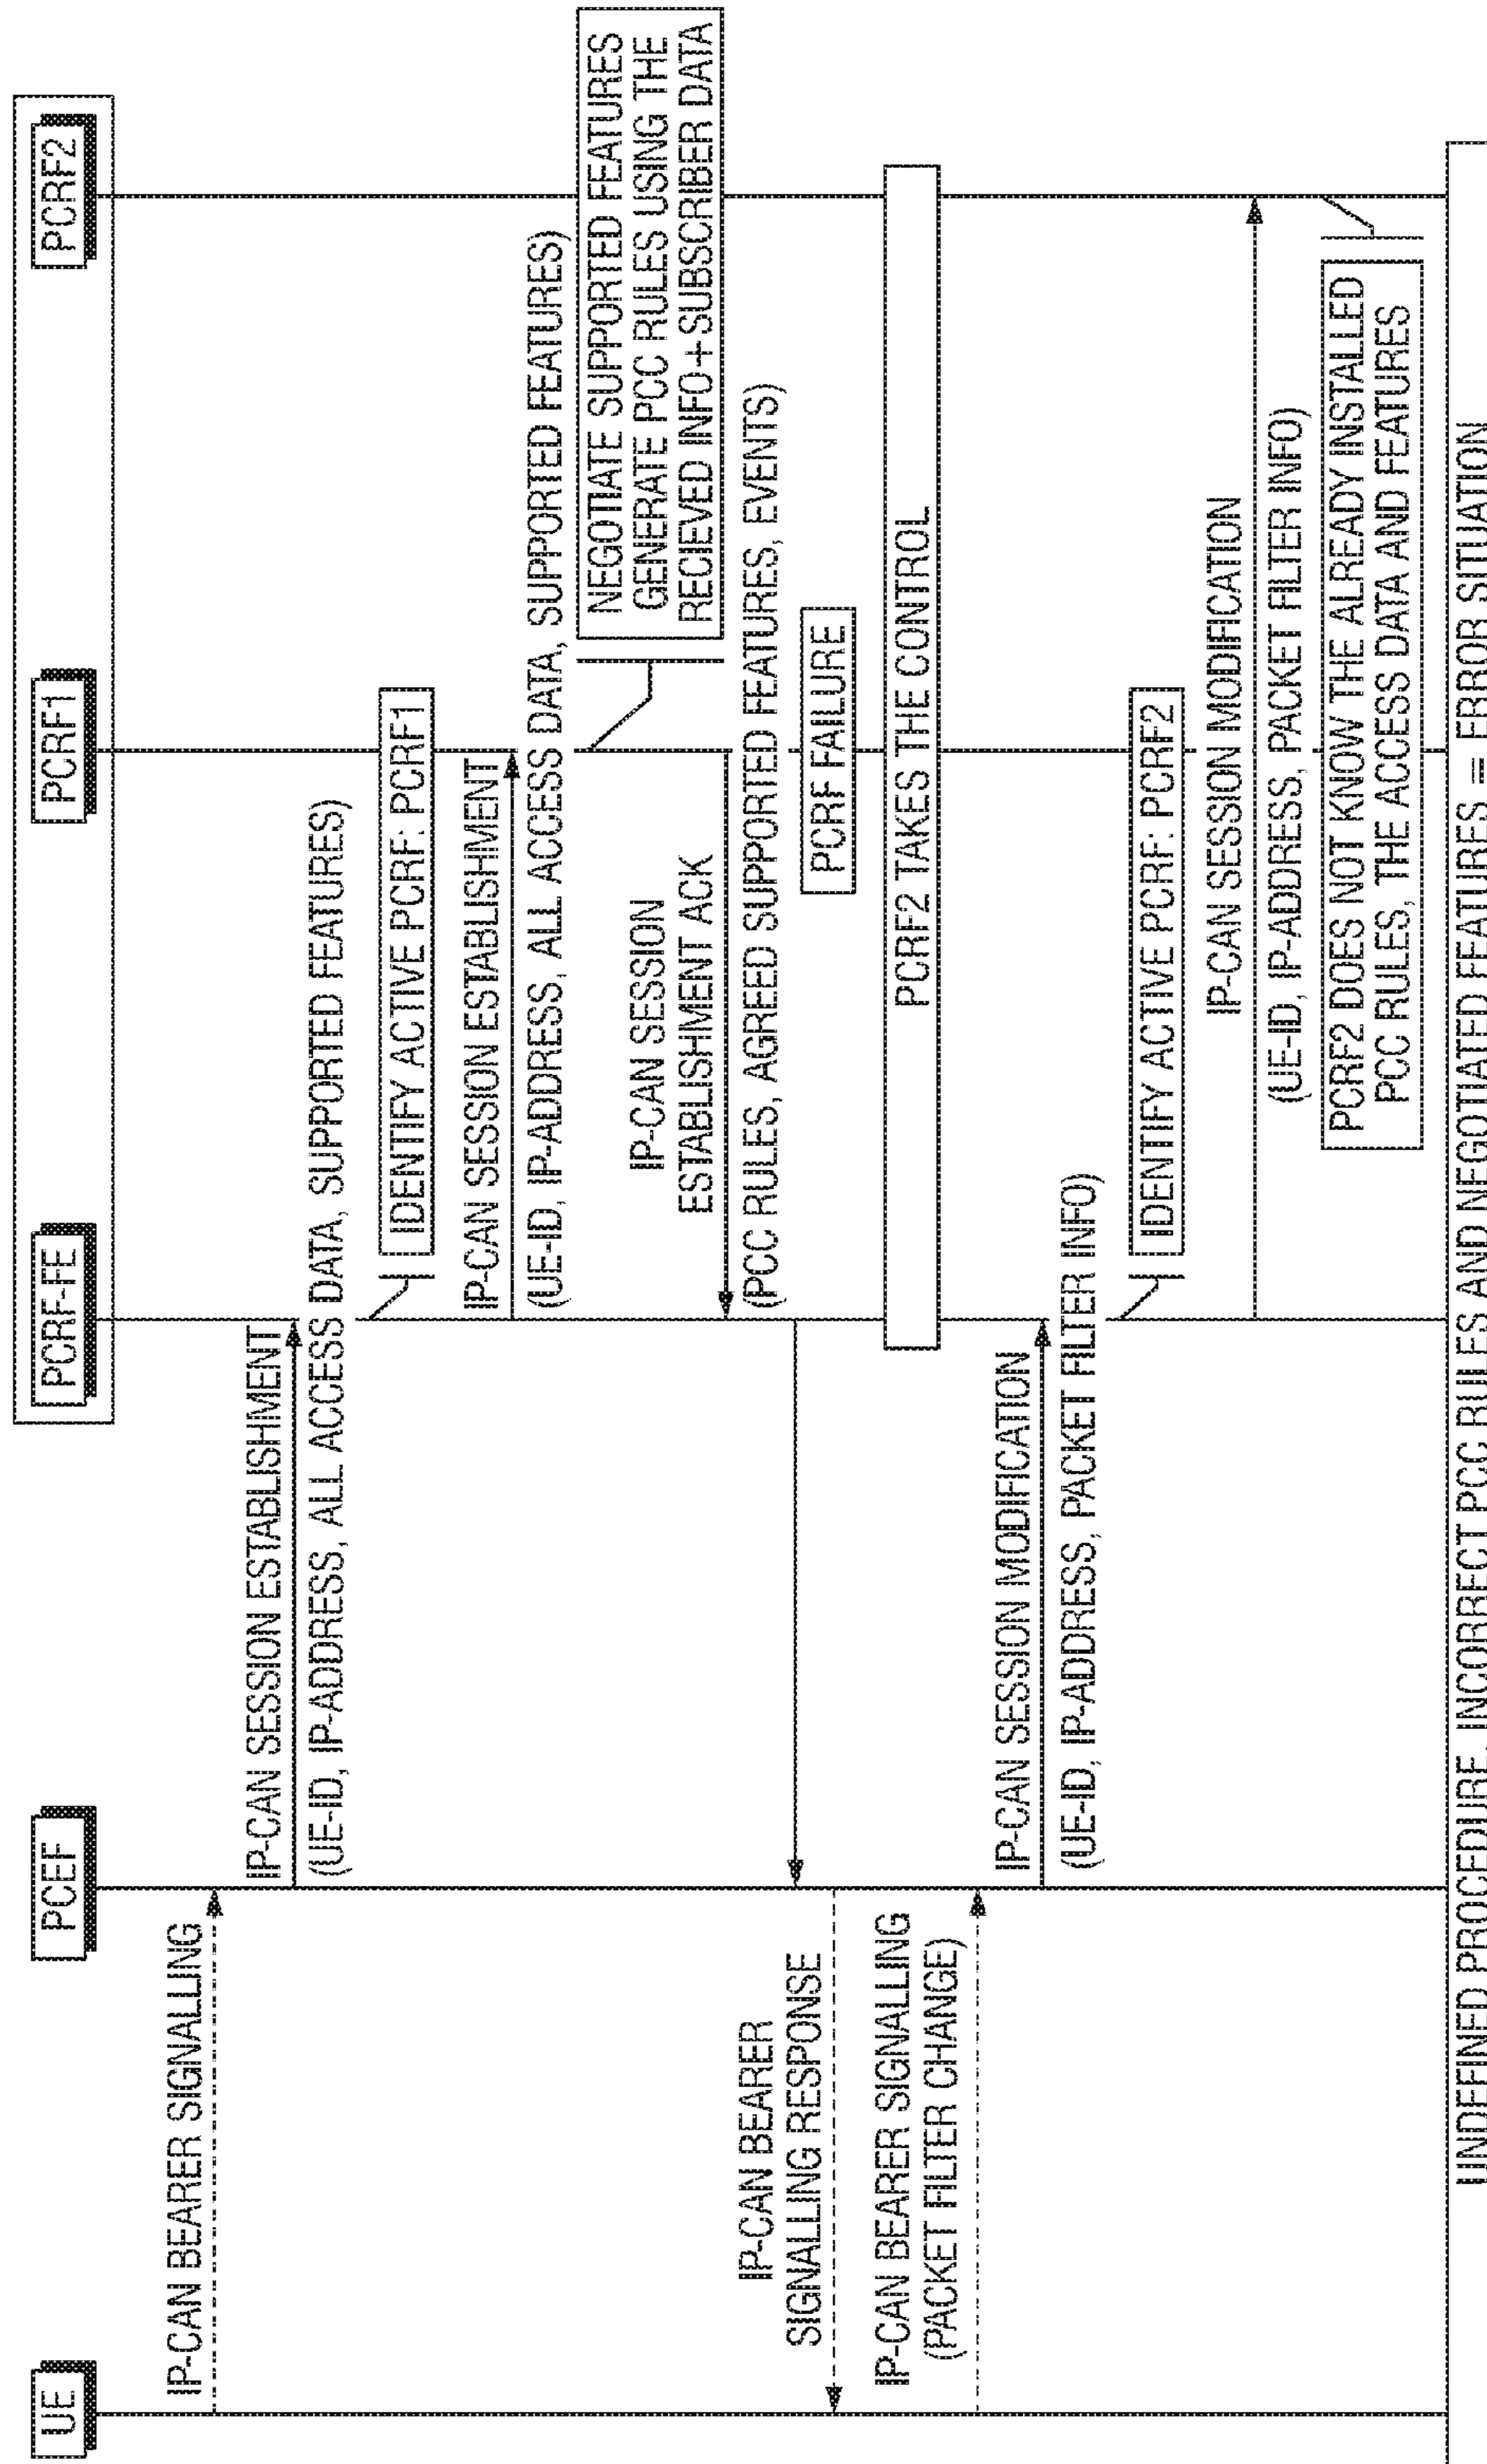 UE
PCEF
PCRF-FE
PCRF1
PCRF2
IP-CAN BEARER SIGNALLING
IP-CAN SESSION ESTABLISHMENT
(UE-ID, IP-ADDRESS, ALL ACCESS DATA, SUPPORTED FEATURES)
IDENTIFY ACTIVE PCRF: PCRF1
IP-CAN SESSION ESTABLISHMENT
(UE-ID, IP-ADDRESS, ALL ACCESS DATA, SUPPORTED FEATURES)
NEGOTIATE SUPPORTED FEATURES
GENERATE PCC RULES USING THE
RECIEVED INFO+SUBSCRIBER DATA
IP-CAN SESSION
ESTABLISHMENT ACK
(PCC RULES, AGREED SUPPORTED FEATURES, EVENTS)
IP-CAN BEARER
SIGNALLING RESPONSE
PCRF FAILURE
PCRF2 TAKES THE CONTROL
IP-CAN BEARER SIGNALLING
(PACKET FILTER CHANGE)
IP-CAN SESSION MODIFICATION
(UE-ID, IP-ADDRESS, PACKET FILTER INFO)
IDENTIFY ACTIVE PCRF: PCRF2
IP-CAN SESSION MODIFICATION
(UE-ID, IP-ADDRESS, PACKET FILTER INFO)
PCRF2 DOES NOT KNOW THE ALREADY INSTALLED
PCC RULES, THE ACCESS DATA AND FEATURES
UNDEFINED PROCEDURE, INCORRECT PCC RULES AND NEGOTIATED FEATURES = ERROR SITUATION